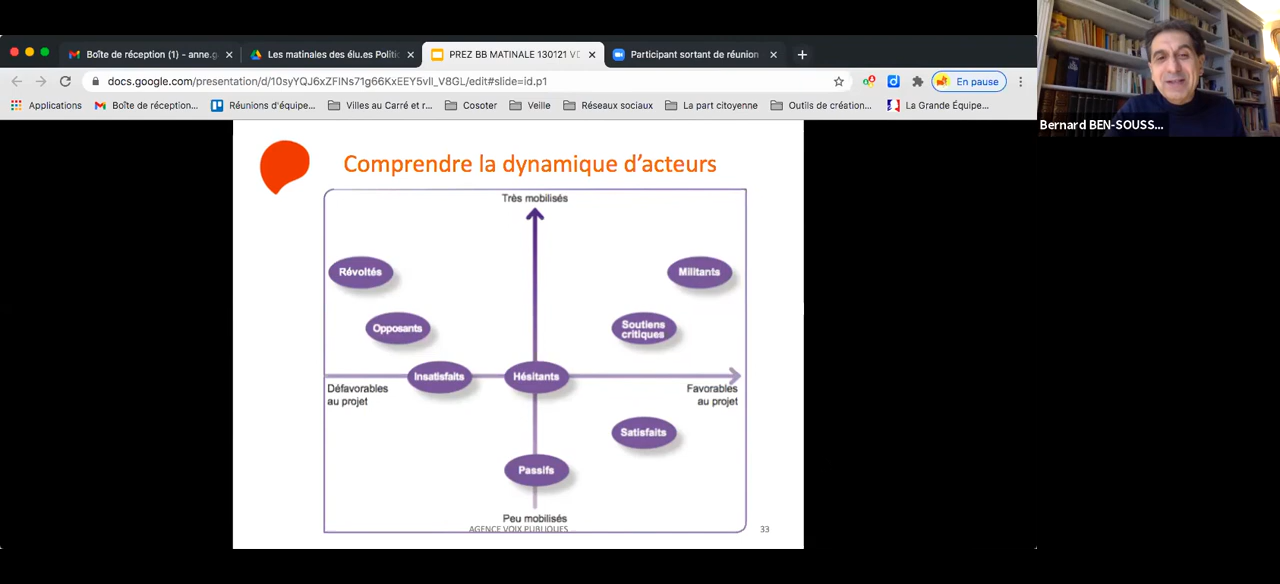 Boîte de réception (1) - anne.g
Les matinales des élu.es Politi
PREZ BB MATINALE 130121 VD
Participant sortant de réunion
docs.google.com/presentation/d/10syYQJ6xZFINs71g66KxEEY5vlI_V8GL/edit#slide=id.p1
En pause
Applications
Boîte de réception...
Réunions d'équipe...
Villes au Carré et r...
Cosoter
Veille
Réseaux sociaux
La part citoyenne
Outils de création...
La Grande Équipe...
Bernard BEN-SOUSS...
Comprendre la dynamique d'acteurs
Très mobilisés
Révoltés
Militants
Opposants
Soutiens
critiques
Insatisfaits
Hésitants
Défavorables
au projet
Favorables
au projet
Satisfaits
Passifs
Peu mobilisés
AGENCE VOIX PUBLIQUES
33